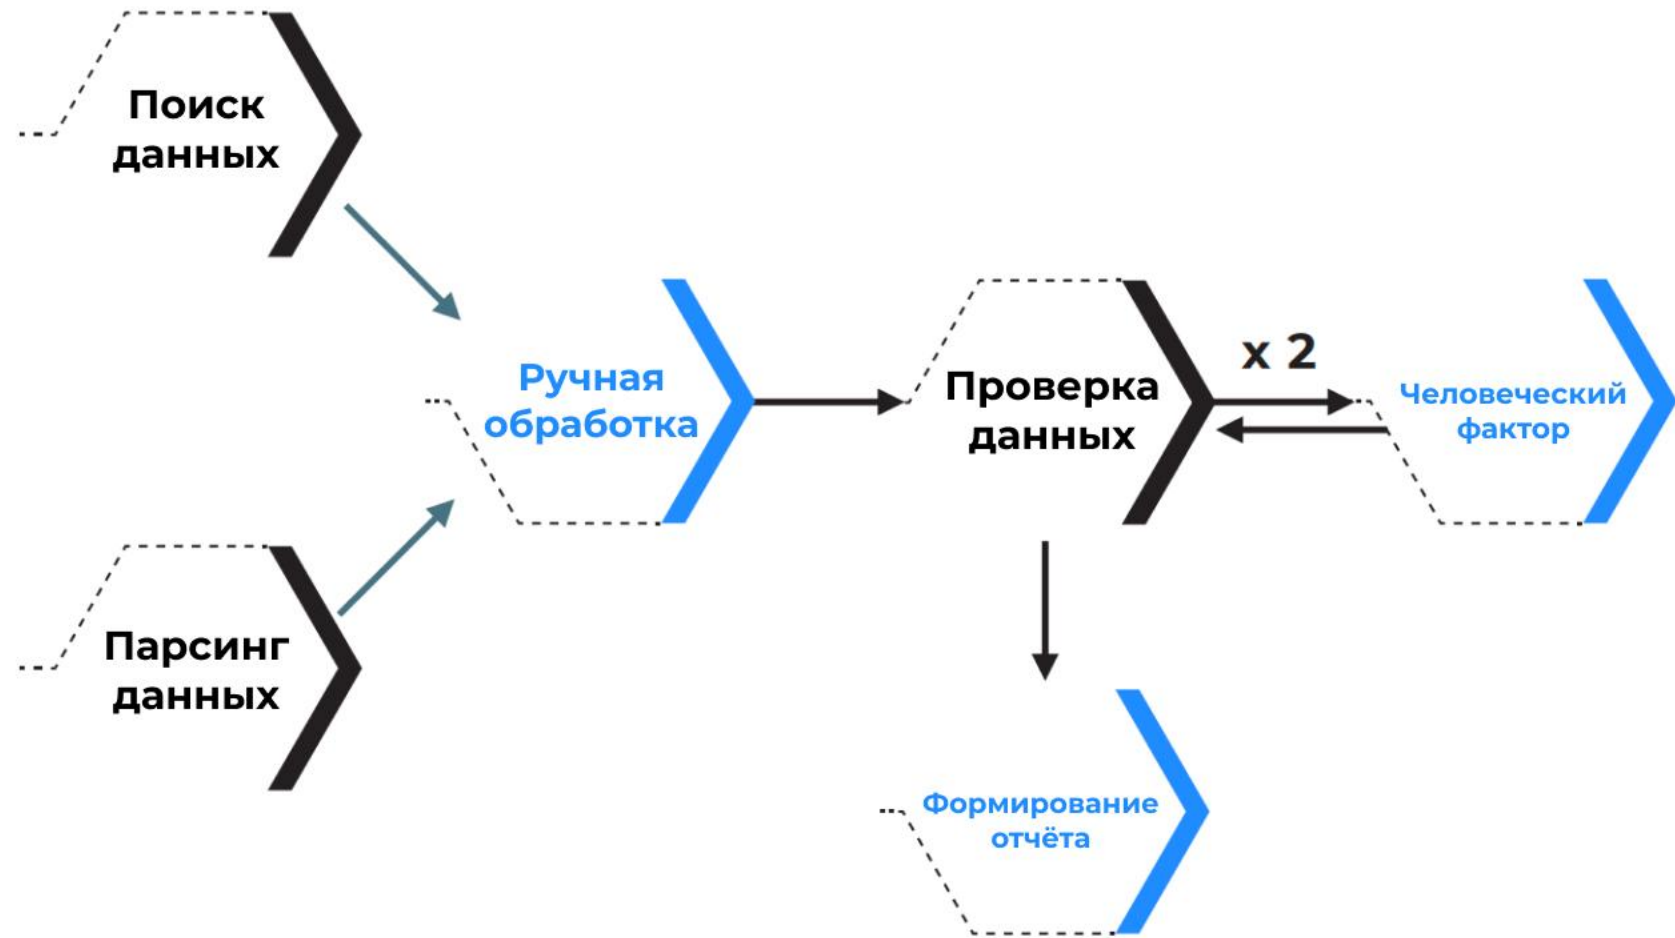 Поиск
данных
Ручная
обработка
Проверка
данных
x 2
Человеческий
фактор
Парсинг
данных
Формирование
отчёта